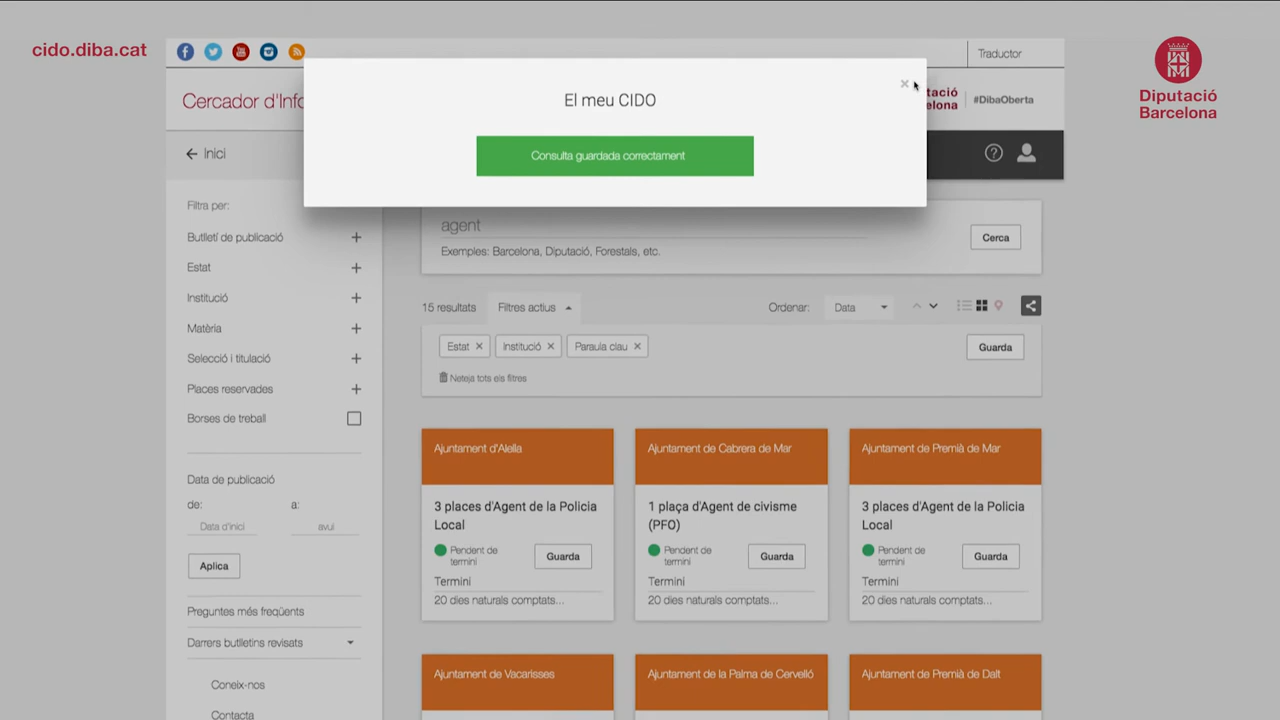 cido.diba.cat
Traductor
Diputació
Barcelona
Cercador d'Info
El meu CIDO
×
tació
elona
#DibaOberta
Consulta guardada correctament
Inici
Filtra per:
Butlletí de publicació +
Estat +
Institució +
Matèria +
Selecció i titulació +
Places reservades +
Borses de treball
Data de publicació
de: a:
Data d'inici avui
Aplica
Preguntes més freqüents
Darrers butlletins revisats
Coneix-nos
Contacta
agent
Exemples: Barcelona, Diputació, Forestals, etc.
Cerca
15 resultats Filtres actius Ordenar: Data
Estat × Institució × Paraula clau ×
Guarda
Neteja tots els filtres
Ajuntament d'Alella
3 places d'Agent de la Policia
Local
Pendent de
termini
Guarda
Termini
20 dies naturals comptats...
Ajuntament de Cabrera de Mar
1 plaça d'Agent de civisme
(PFO)
Pendent de
termini
Guarda
Termini
20 dies naturals comptats...
Ajuntament de Premià de Mar
3 places d'Agent de la Policia
Local
Pendent de
termini
Guarda
Termini
20 dies naturals comptats...
Ajuntament de Vacarisses
Ajuntament de la Palma de Cervelló
Ajuntament de Premià de Dalt